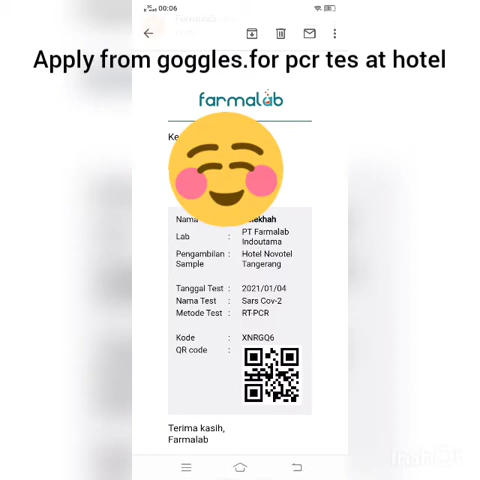 00:06
Apply from goggles.for pcr tes at hotel
farmalab
Ke
Nama
ekhah
Lab : PT Farmalab Indoutama
Pengambilan Sample : Hotel Novotel Tangerang
Tanggal Test : 2021/01/04
Nama Test : Sars Cov-2
Metode Test : RT-PCR
Kode : XNRGQ6
QR code :
Terima kasih,
Farmalab